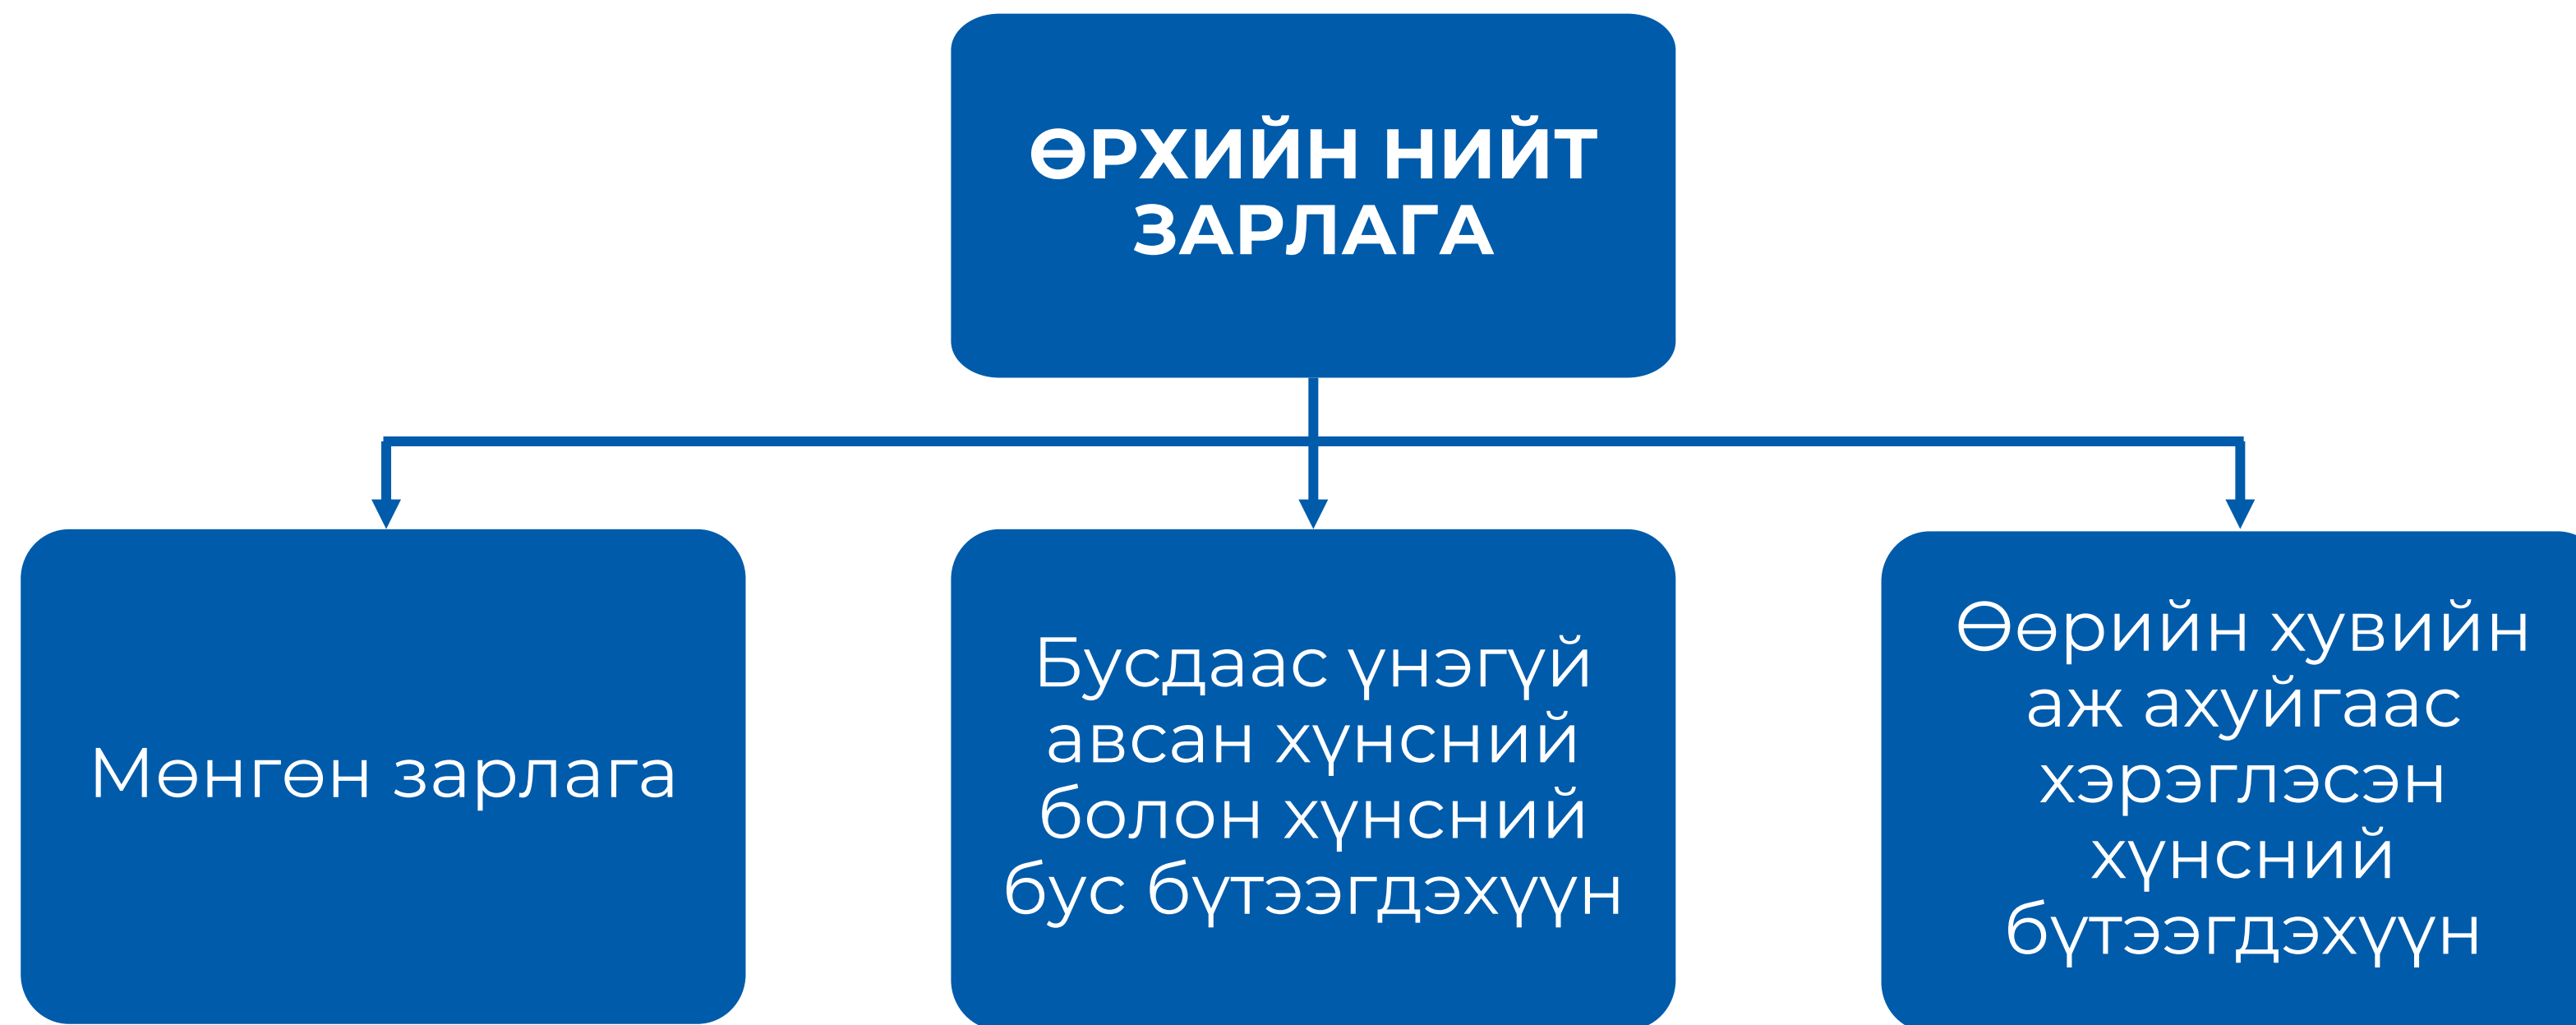 ӨРХИЙН НИЙТ
ЗАРЛАГА
Мөнгөн зарлага
Бусдаас үнэгүй
авсан хүнсний
болон хүнсний
бус бүтээгдэхүүн
Өөрийн хувийн
аж ахуйгаас
хэрэглэсэн
хүнсний
бүтээгдэхүүн